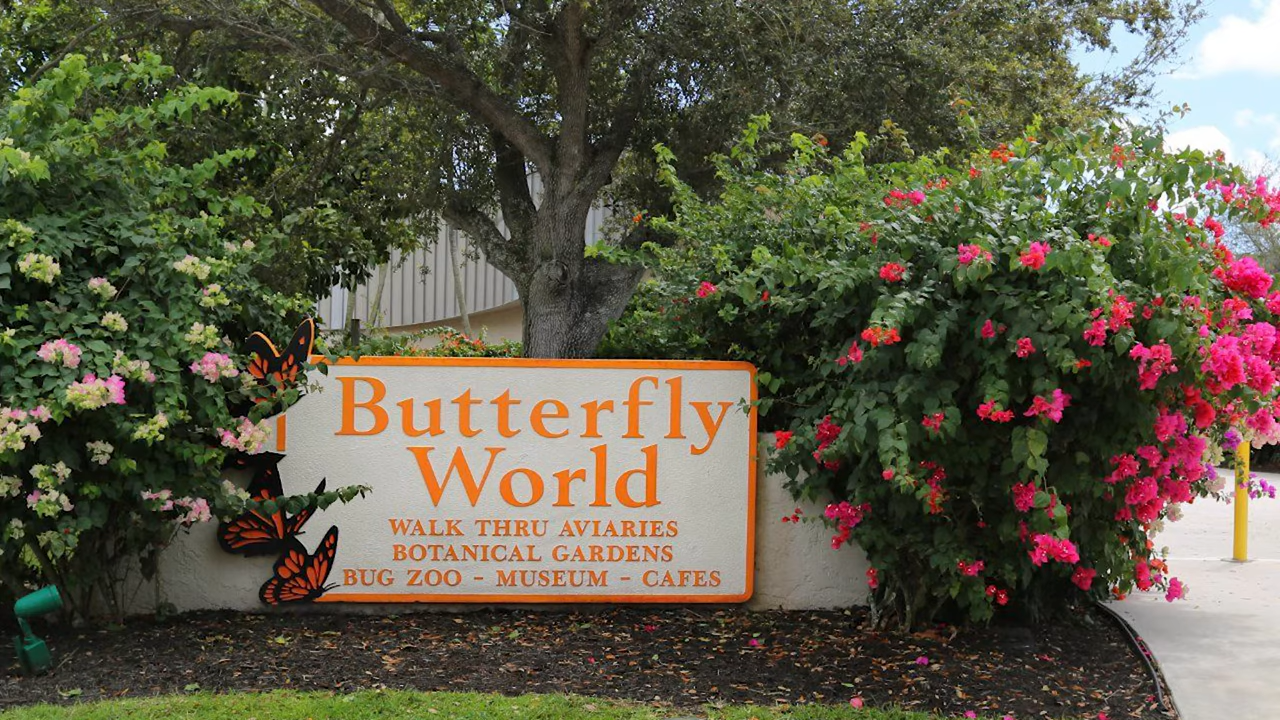 Butterfly
World
WALK THRU AVIARIES
BOTANICAL GARDENS
BUG ZOO - MUSEUM - CAFES